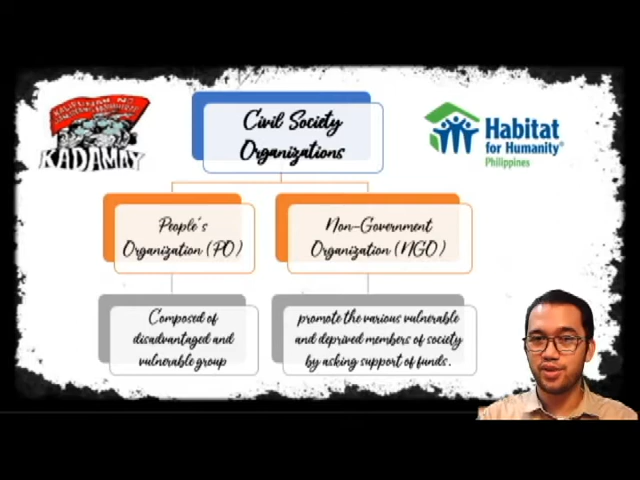 KADAMAY
Civil Society
Organizations
Habitat
for Humanity®
Philippines
People's
Organization (PO)
Non-Government
Organization (NGO)
Composed of
disadvantaged and
vulnerable group
promote the various vulnerable
and deprived members of society
by asking support of funds.